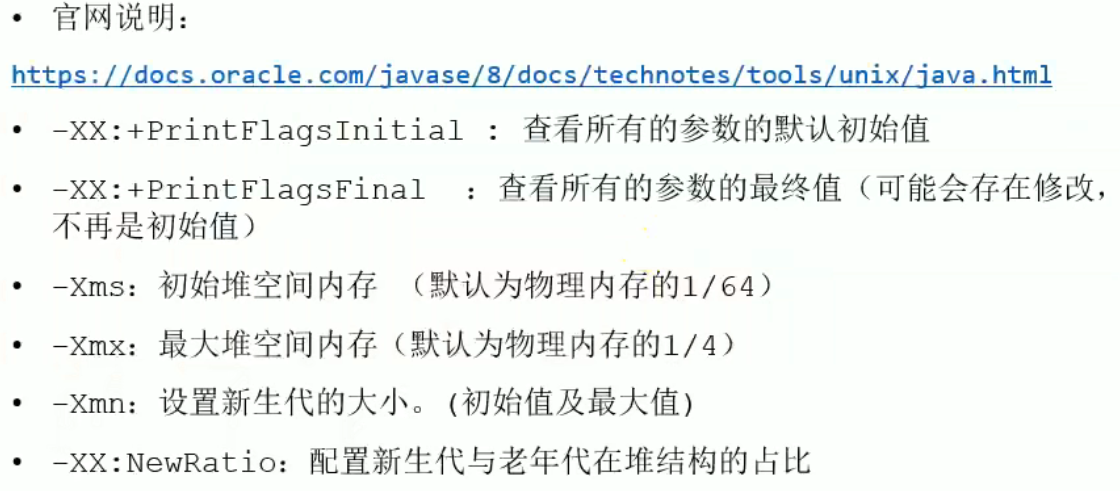 • 官网说明：
https://docs.oracle.com/javase/8/docs/technotes/tools/unix/java.html
• -XX:+PrintFlagsInitial : 查看所有的参数的默认初始值
• -XX:+PrintFlagsFinal ：查看所有的参数的最终值（可能会存在修改，
不再是初始值）
• -Xms：初始堆空间内存 （默认为物理内存的1/64）
• -Xmx：最大堆空间内存（默认为物理内存的1/4）
• -Xmn：设置新生代的大小。(初始值及最大值)
• -XX:NewRatio：配置新生代与老年代在堆结构的占比